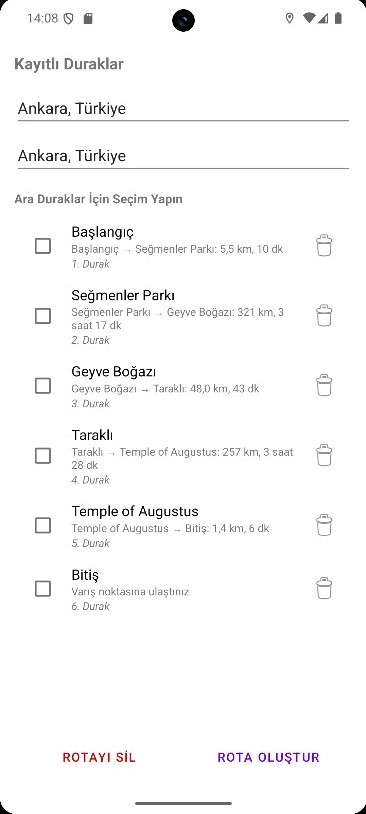 14:08
Kayıtlı Duraklar
Ankara, Türkiye
Ankara, Türkiye
Ara Duraklar İçin Seçim Yapın
Başlangıç
Başlangıç → Seğmenler Parkı: 5,5 km, 10 dk
1. Durak
Seğmenler Parkı
Seğmenler Parkı → Geyve Boğazı: 321 km, 3
saat 17 dk
2. Durak
Geyve Boğazı
Geyve Boğazı → Taraklı: 48,0 km, 43 dk
3. Durak
Taraklı
Taraklı → Temple of Augustus: 257 km, 3 saat
28 dk
4. Durak
Temple of Augustus
Temple of Augustus → Bitiş: 1,4 km, 6 dk
5. Durak
Bitiş
Varış noktasına ulaştınız
6. Durak
ROTAYI SİL
ROTA OLUŞTUR